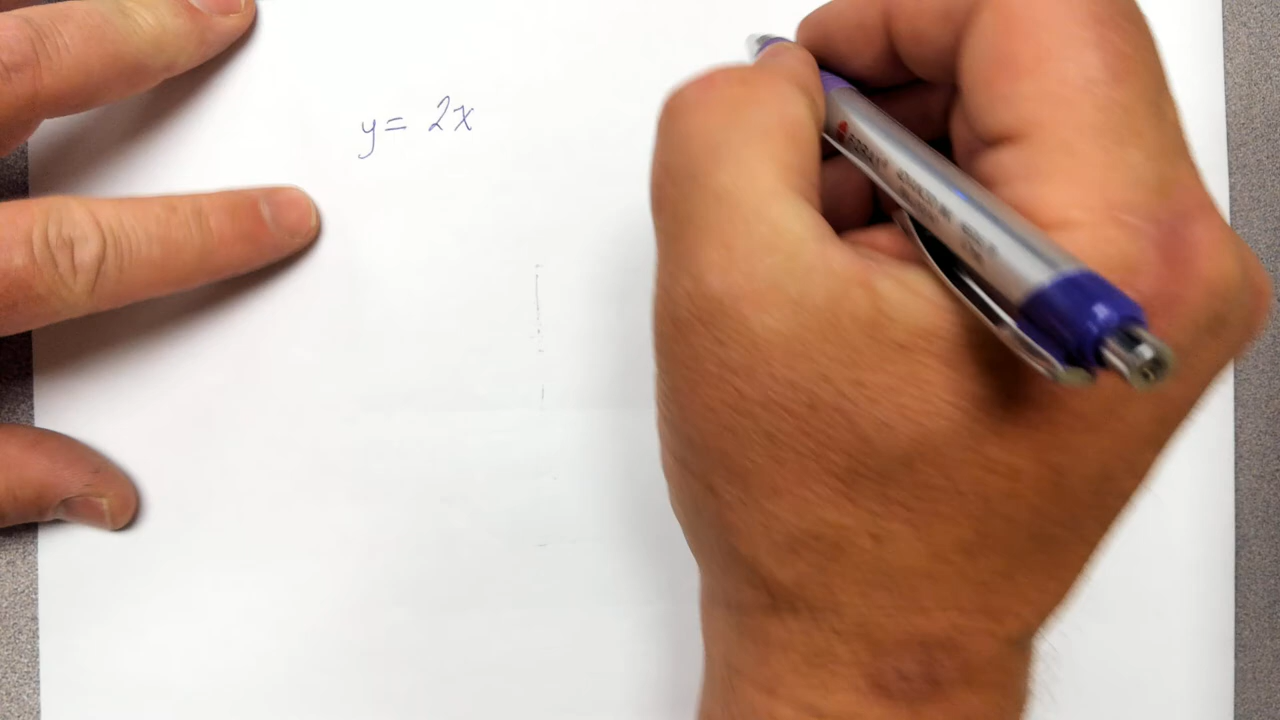 y = 2x